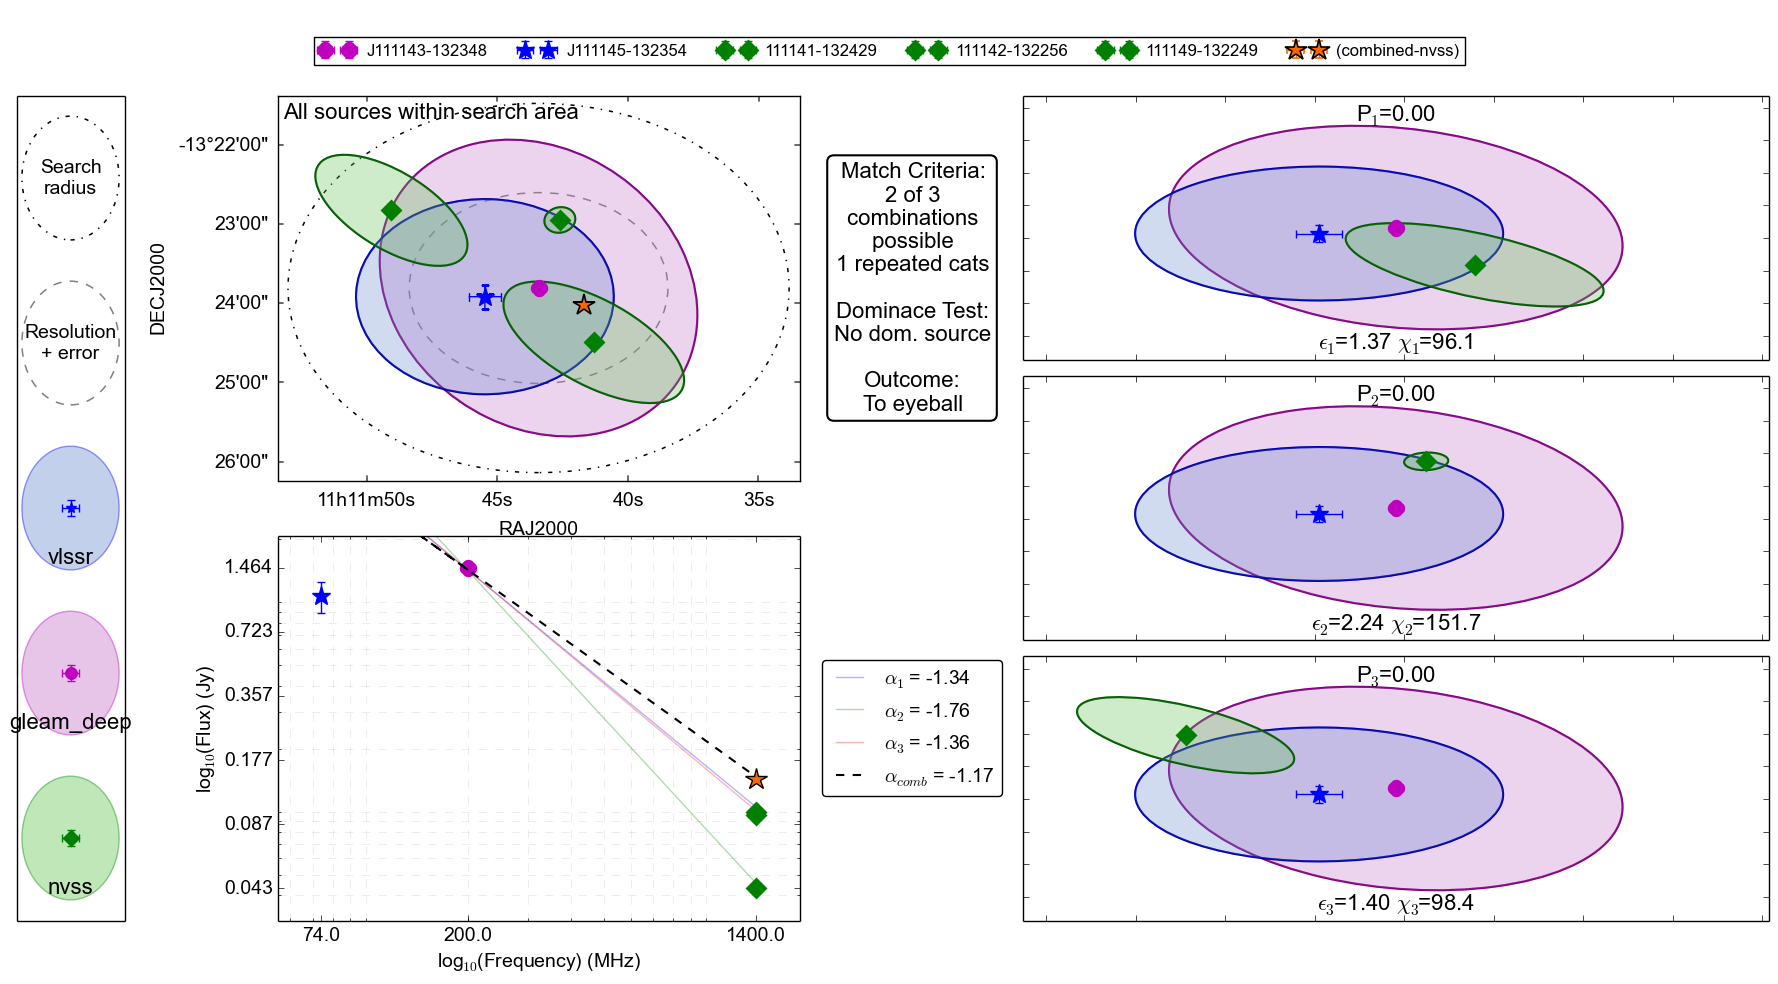 J111143-132348 J111145-132354 111141-132429 111142-132256 111149-132249 (combined-nvss)
Search
radius
Resolution
+ error
vlssr
gleam_deep
nvss
All sources within search area
DECJ2000
-13°22'00"
23'00"
24'00"
25'00"
26'00"
11h11m50s 45s 40s 35s
RAJ2000
log10(Flux) (Jy)
1.464
0.723
0.357
0.177
0.087
0.043
74.0 200.0 1400.0
log10(Frequency) (MHz)
Match Criteria:
2 of 3
combinations
possible
1 repeated cats
Dominace Test:
No dom. source
Outcome:
To eyeball
α1 = -1.34
α2 = -1.76
α3 = -1.36
αcomb = -1.17
P1=0.00
ϵ1=1.37 χ1=96.1
P2=0.00
ϵ2=2.24 χ2=151.7
P3=0.00
ϵ3=1.40 χ3=98.4